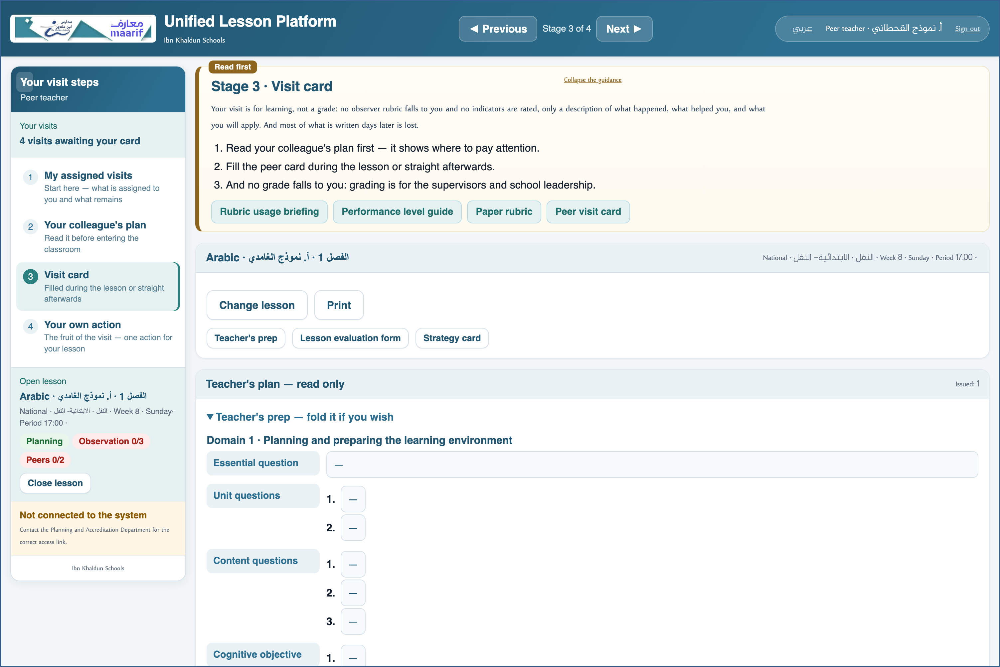 مدارس
ابن خلدون
Ibn Khaldun Schools
معارف
maarif
Unified Lesson Platform
Ibn Khaldun Schools
◀ Previous
Stage 3 of 4
Next ▶
عربي
Peer teacher · أ. نموذج القحطاني
Sign out
Your visit steps
Peer teacher
Your visits
4 visits awaiting your card
1
My assigned visits
Start here — what is assigned to
you and what remains
2
Your colleague's plan
Read it before entering the
classroom
3
Visit card
Filled during the lesson or straight
afterwards
4
Your own action
The fruit of the visit — one action for
your lesson
Open lesson
Arabic · الفصل 1 · أ. نموذج الغامدي
National · النفل · الابتدائية- النفل · Week 8 · Sunday·
Period 17:00 ·
Planning
Observation 0/3
Peers 0/2
Close lesson
Not connected to the system
Contact the Planning and Accreditation Department for the
correct access link.
Ibn Khaldun Schools
Read first
Stage 3 · Visit card
Collapse the guidance
Your visit is for learning, not a grade: no observer rubric falls to you and no indicators are rated, only a description of what happened, what helped you, and what
you will apply. And most of what is written days later is lost.
1. Read your colleague's plan first — it shows where to pay attention.
2. Fill the peer card during the lesson or straight afterwards.
3. And no grade falls to you: grading is for the supervisors and school leadership.
Rubric usage briefing
Performance level guide
Paper rubric
Peer visit card
Arabic · الفصل 1 · أ. نموذج الغامدي
National · النفل · الابتدائية- النفل · Week 8 · Sunday · Period 17:00 ·
Change lesson
Print
Teacher's prep
Lesson evaluation form
Strategy card
Teacher's plan — read only
Issued: 1
▼ Teacher's prep — fold it if you wish
Domain 1 · Planning and preparing the learning environment
Essential question
—
Unit questions
1. —
2. —
Content questions
1. —
2. —
3. —
Cognitive objective
1. —